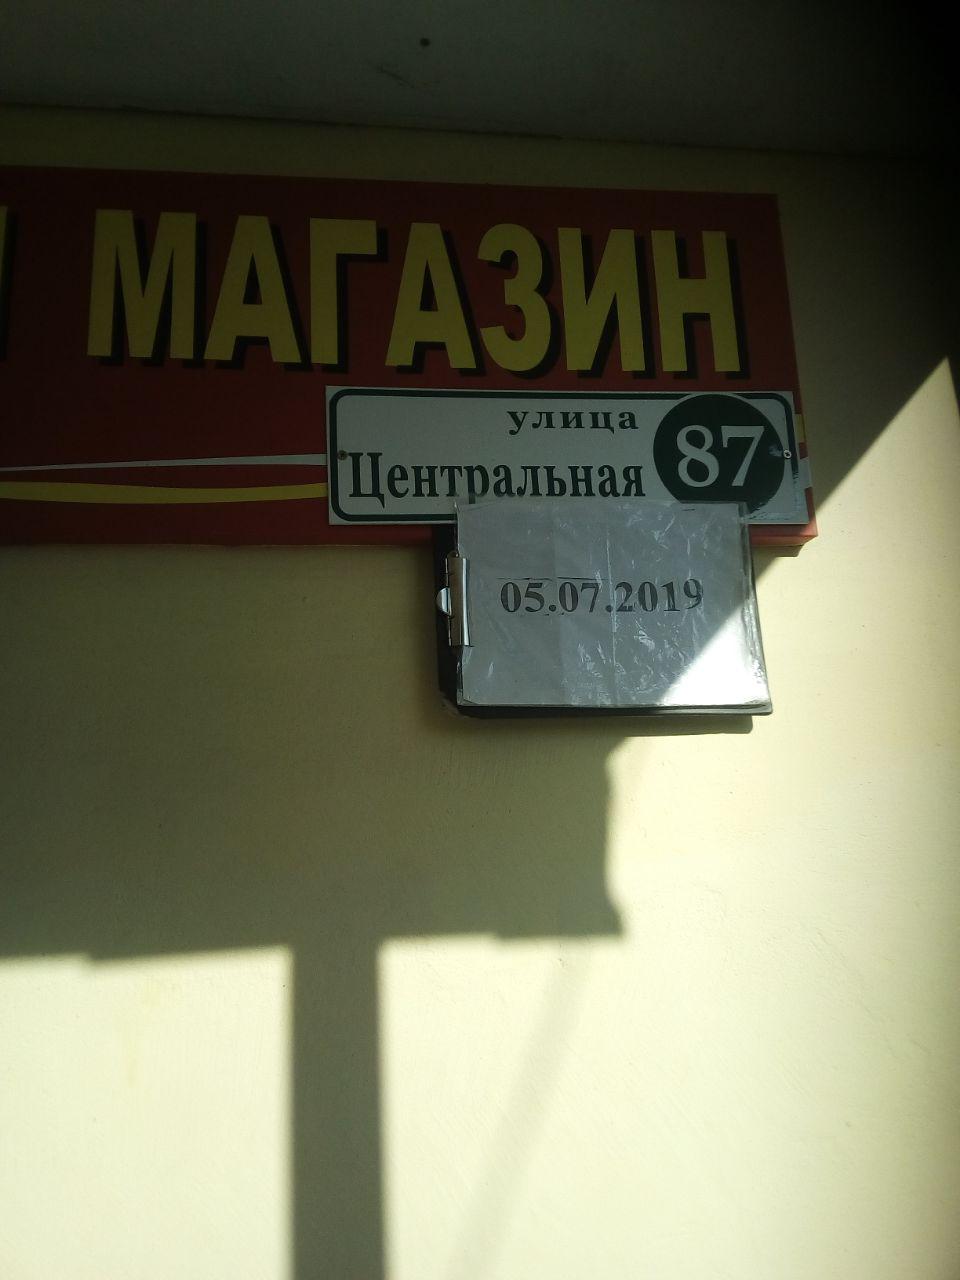 МАГАЗИН
улица
Центральная 87
05.07.2019